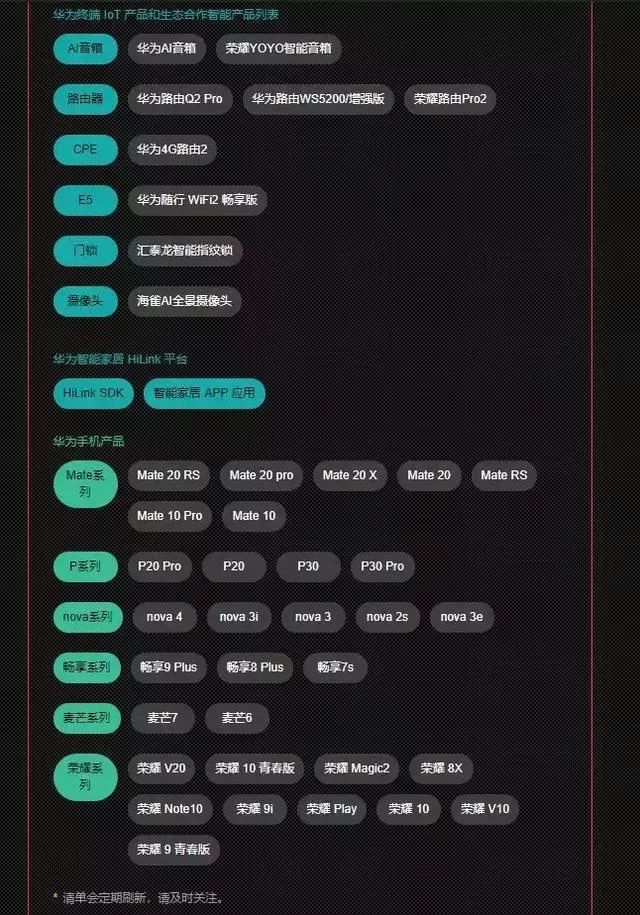 华为终端 IoT 产品和生态合作智能产品列表
AI音箱 华为AI音箱 荣耀YOYO智能音箱
路由器 华为路由Q2 Pro 华为路由WS5200/增强版 荣耀路由Pro2
CPE 华为4G路由2
E5 华为随行 WiFi2 畅享版
门锁 汇泰龙智能指纹锁
摄像头 海雀AI全景摄像头
华为智能家居 HiLink 平台
HiLink SDK 智能家居 APP 应用
华为手机产品
Mate系列 Mate 20 RS Mate 20 pro Mate 20 X Mate 20 Mate RS
Mate 10 Pro Mate 10
P系列 P20 Pro P20 P30 P30 Pro
nova系列 nova 4 nova 3i nova 3 nova 2s nova 3e
畅享系列 畅享9 Plus 畅享8 Plus 畅享7s
麦芒系列 麦芒7 麦芒6
荣耀系列 荣耀 V20 荣耀 10 青春版 荣耀 Magic2 荣耀 8X
荣耀 Note10 荣耀 9i 荣耀 Play 荣耀 10 荣耀 V10
荣耀 9 青春版
* 清单会定期刷新，请及时关注。